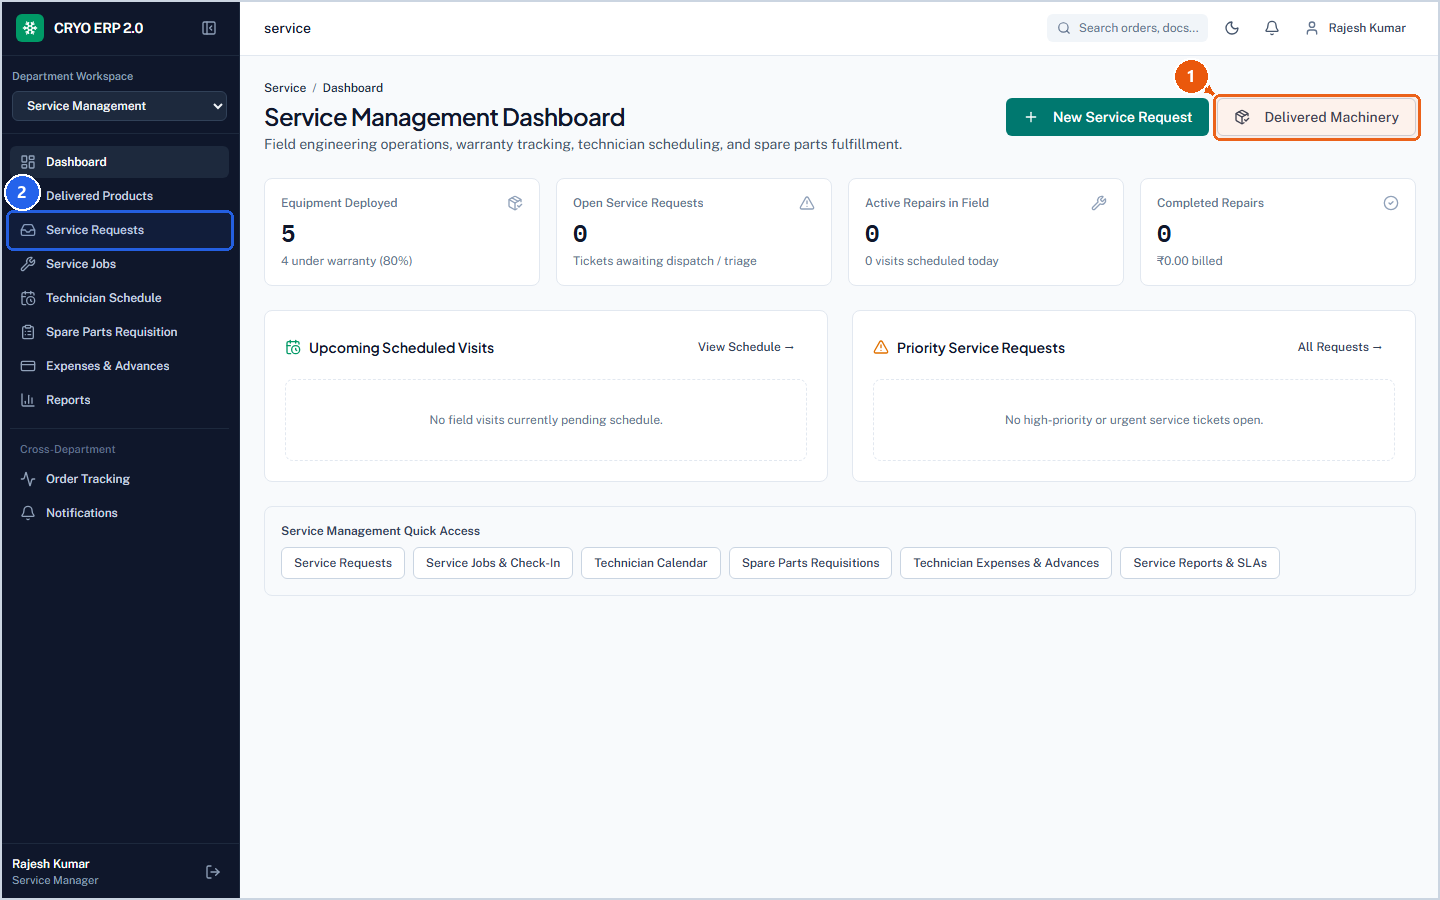 CRYO ERP 2.0
service
Search orders, docs...
Rajesh Kumar
Department Workspace
Service Management
Dashboard
2
Delivered Products
Service Requests
Service Jobs
Technician Schedule
Spare Parts Requisition
Expenses & Advances
Reports
Cross-Department
Order Tracking
Notifications
Rajesh Kumar
Service Manager
Service / Dashboard
Service Management Dashboard
Field engineering operations, warranty tracking, technician scheduling, and spare parts fulfillment.
1
New Service Request
Delivered Machinery
Equipment Deployed
5
4 under warranty (80%)
Open Service Requests
0
Tickets awaiting dispatch / triage
Active Repairs in Field
0
0 visits scheduled today
Completed Repairs
0
₹0.00 billed
Upcoming Scheduled Visits
View Schedule →
No field visits currently pending schedule.
Priority Service Requests
All Requests →
No high-priority or urgent service tickets open.
Service Management Quick Access
Service Requests
Service Jobs & Check-In
Technician Calendar
Spare Parts Requisitions
Technician Expenses & Advances
Service Reports & SLAs